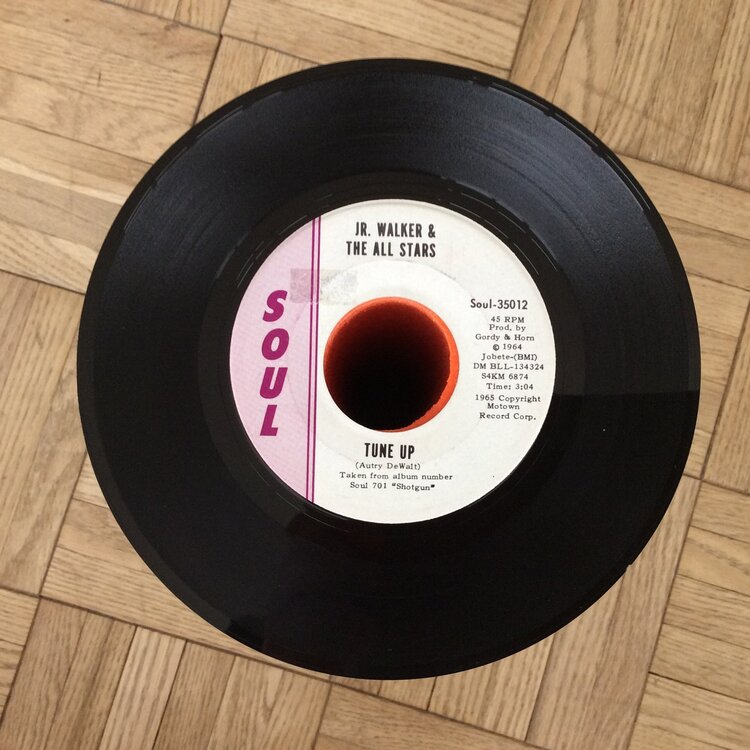 JR. WALKER &
THE ALL STARS
SOUL
Soul-35012
45 RPM
Prod. by
Gordy & Horn
© 1964
Jobete-(BMI)
DM BLL-134324
S4KM 6874
Time: 3:04
1965 Copyright
Motown
Record Corp.
TUNE UP
(Autry DeWalt)
Taken from album number
Soul 701 "Shotgun"